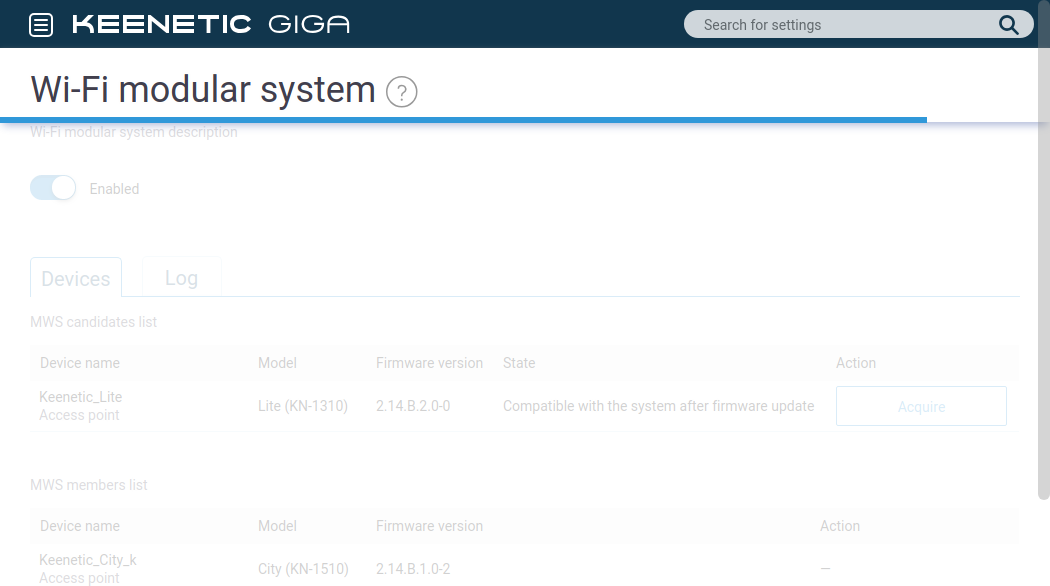 KEENETIC GIGA
Search for settings
Wi-Fi modular system ?
Wi-Fi modular system description
Enabled
Devices Log
MWS candidates list
Device name Model Firmware version State Action
Keenetic_Lite
Access point
Lite (KN-1310) 2.14.B.2.0-0 Compatible with the system after firmware update Acquire
MWS members list
Device name Model Firmware version Action
Keenetic_City_k
Access point
City (KN-1510) 2.14.B.1.0-2 —